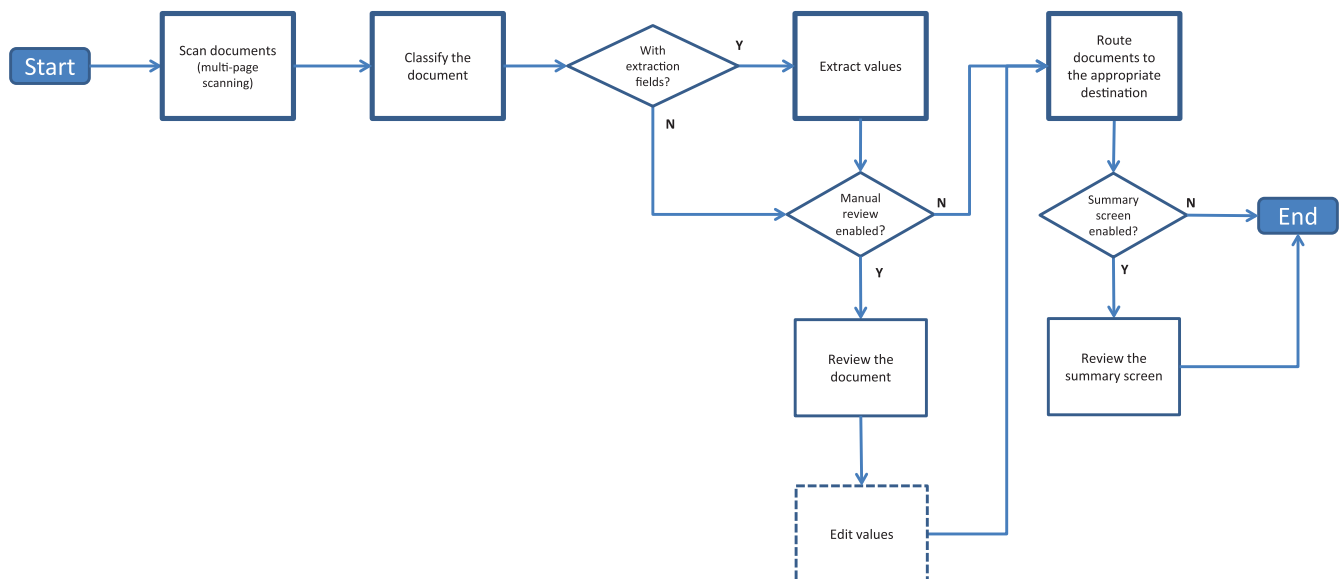 Start
Scan documents
(multi-page
scanning)
Classify the
document
With
extraction
fields?
Y
N
Extract values
Manual
review
enabled?
N
Y
Review the
document
Edit values
Route
documents to
the appropriate
destination
Summary
screen
enabled?
N
Y
Review the
summary screen
End